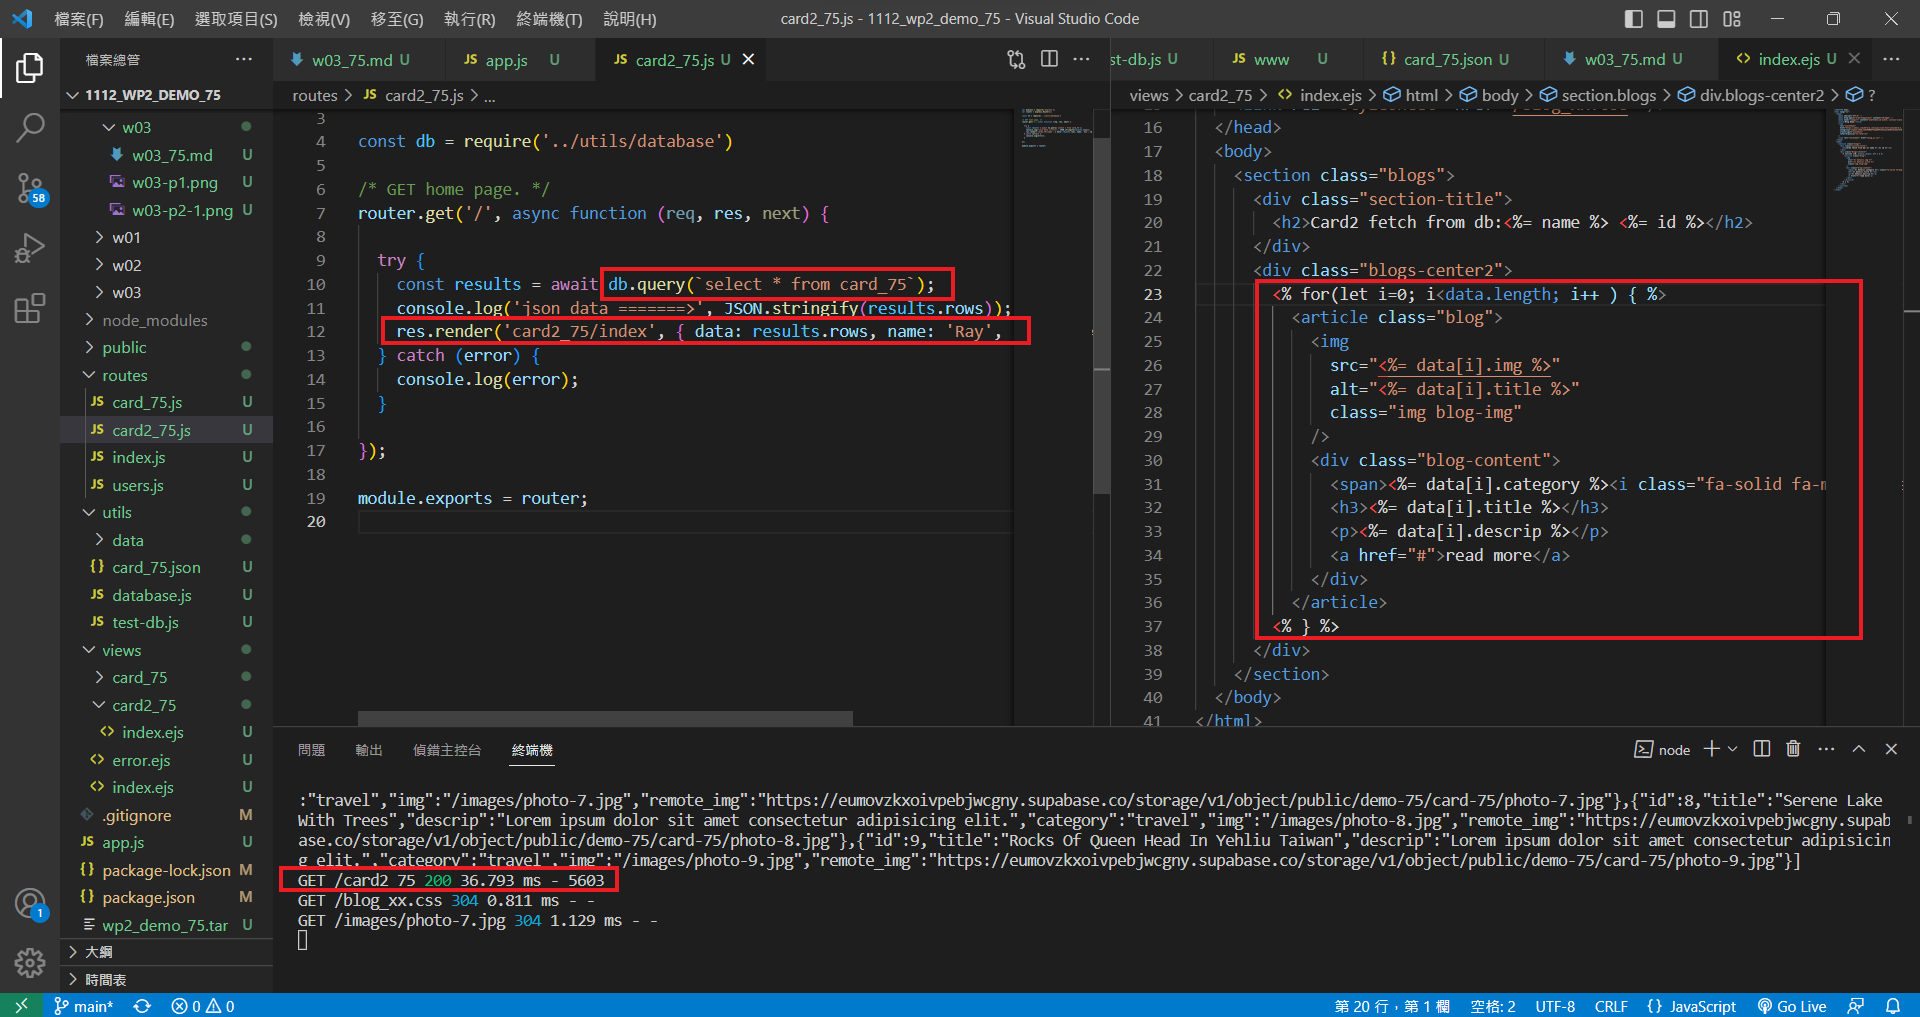 檔案(F) 編輯(E) 選取項目(S) 檢視(V) 移至(G) 執行(R) 終端機(T) 說明(H)
card2_75.js - 1112_wp2_demo_75 - Visual Studio Code
檔案總管
1112_WP2_DEMO_75
w03
w03_75.md U
w03-p1.png U
w03-p2-1.png U
w01
w02
w03
node_modules
public
routes
card_75.js U
card2_75.js U
index.js U
users.js U
utils
data
card_75.json U
database.js U
test-db.js U
views
card_75
card2_75
index.ejs U
error.ejs U
index.ejs U
.gitignore M
app.js U
package-lock.json M
package.json M
wp2_demo_75.tar U
大綱
時間表
58
1
w03_75.md U
app.js U
card2_75.js U
routes > JS card2_75.js > ...
3
4 const db = require('../utils/database')
5
6 /* GET home page. */
7 router.get('/', async function (req, res, next) {
8
9 try {
10 const results = await db.query(`select * from card_75`);
11 console.log('json data =======>', JSON.stringify(results.rows));
12 res.render('card2_75/index', { data: results.rows, name: 'Ray',
13 } catch (error) {
14 console.log(error);
15 }
16
17 });
18
19 module.exports = router;
20
st-db.js U
www U
card_75.json U
w03_75.md U
index.ejs U
views > card2_75 > index.ejs > html > body > section.blogs > div.blogs-center2 > ?
16 </head>
17 <body>
18 <section class="blogs">
19 <div class="section-title">
20 <h2>Card2 fetch from db:<%= name %> <%= id %></h2>
21 </div>
22 <div class="blogs-center2">
23 <% for(let i=0; i<data.length; i++ ) { %>
24 <article class="blog">
25 <img
26 src="<%= data[i].img %>"
27 alt="<%= data[i].title %>"
28 class="img blog-img"
29 />
30 <div class="blog-content">
31 <span><%= data[i].category %><i class="fa-solid fa-m
32 <h3><%= data[i].title %></h3>
33 <p><%= data[i].descrip %></p>
34 <a href="#">read more</a>
35 </div>
36 </article>
37 <% } %>
38 </div>
39 </section>
40 </body>
41 </html>
問題 輸出 偵錯主控台 終端機
node
:"travel","img":"/images/photo-7.jpg","remote_img":"https://eumovzkxoivpebjwcgny.supabase.co/storage/v1/object/public/demo-75/card-75/photo-7.jpg"},{"id":8,"title":"Serene Lake
With Trees","descrip":"Lorem ipsum dolor sit amet consectetur adipisicing elit.","category":"travel","img":"/images/photo-8.jpg","remote_img":"https://eumovzkxoivpebjwcgny.supab
ase.co/storage/v1/object/public/demo-75/card-75/photo-8.jpg"},{"id":9,"title":"Rocks Of Queen Head In Yehliu Taiwan","descrip":"Lorem ipsum dolor sit amet consectetur adipisicin
g elit.","category":"travel","img":"/images/photo-9.jpg","remote_img":"https://eumovzkxoivpebjwcgny.supabase.co/storage/v1/object/public/demo-75/card-75/photo-9.jpg"}]
GET /card2_75 200 36.793 ms - 5603
GET /blog_xx.css 304 0.811 ms - -
GET /images/photo-7.jpg 304 1.129 ms - -
main* 0 0
第 20 行，第 1 欄 空格: 2 UTF-8 CRLF {} JavaScript Go Live